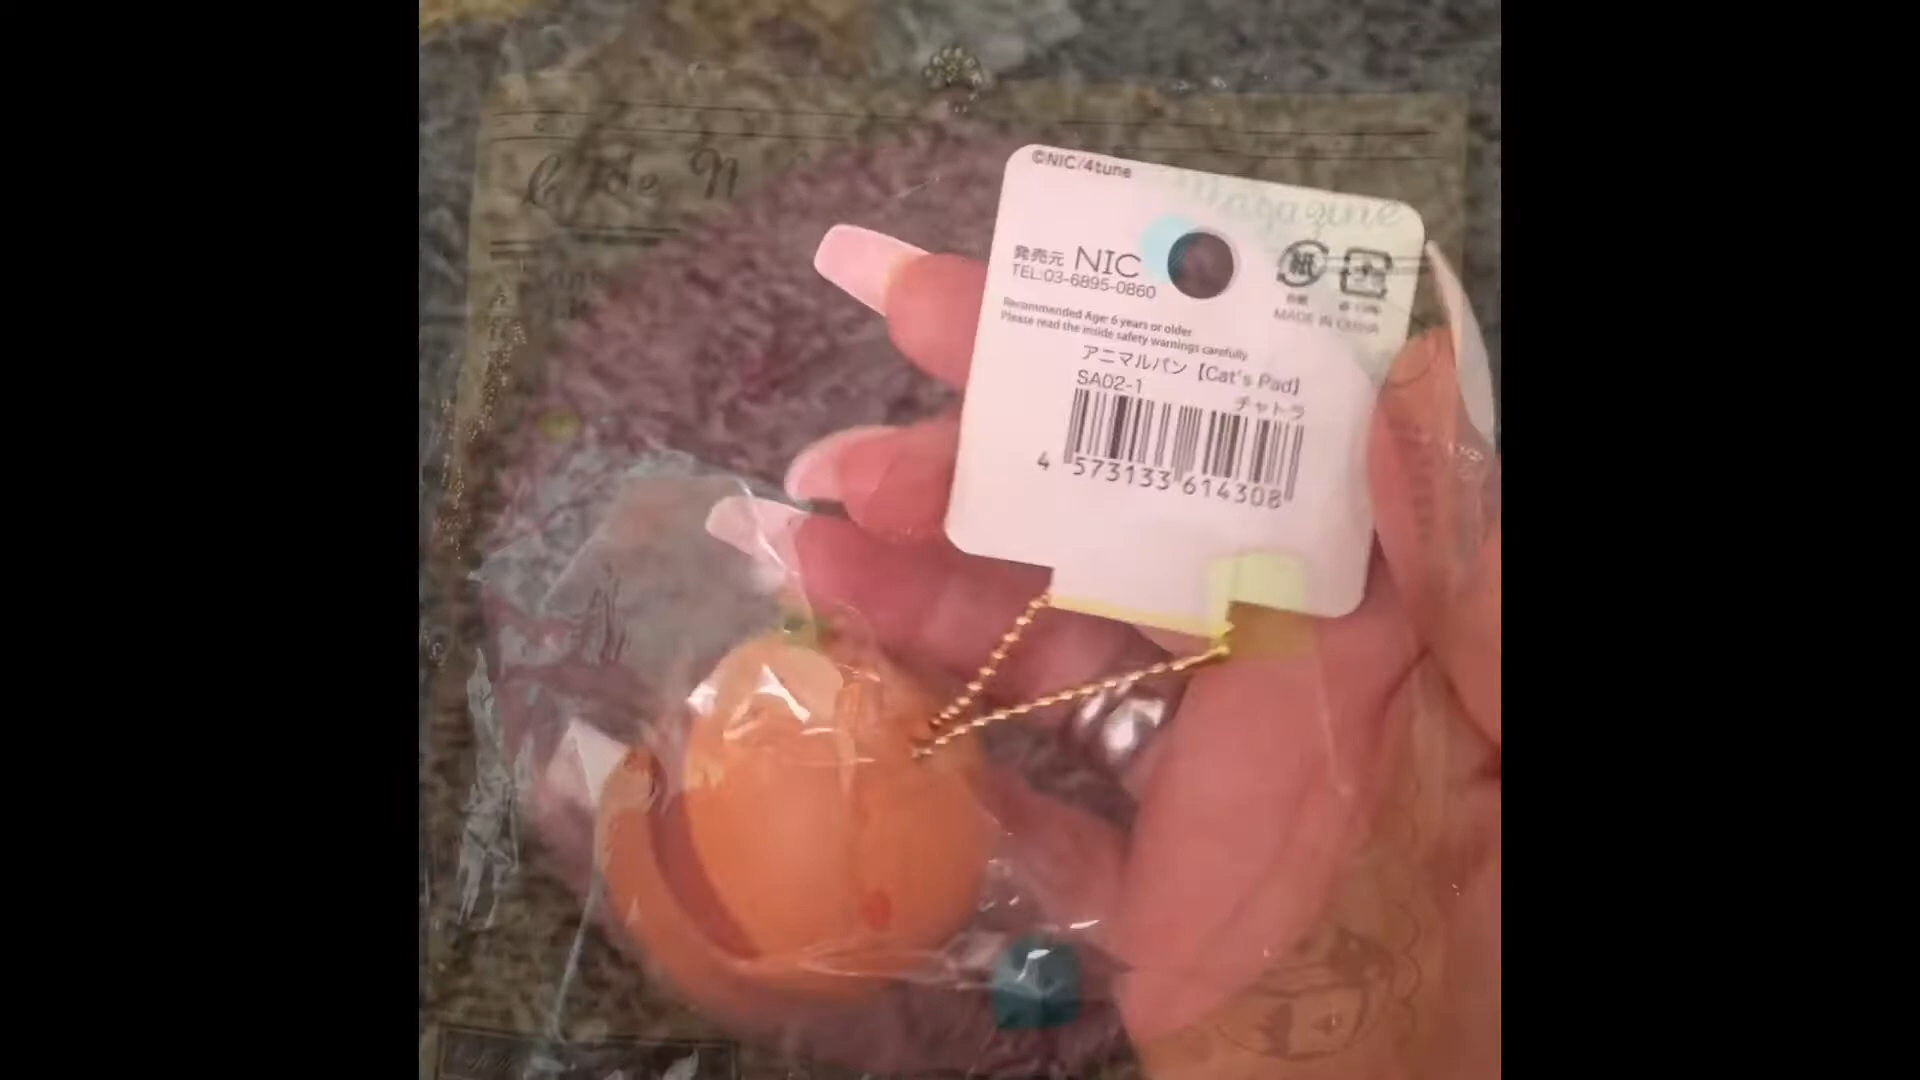 ©NIC/4tune
de N
Magazine
発売元 NIC
TEL:03-6895-0860
紙
MADE IN CHINA
Recommended Age: 6 years or older
Please read the inside safety warnings carefully.
アニマルパン【Cat's Pad】
SA02-1
チャトラ
4 573133 614308